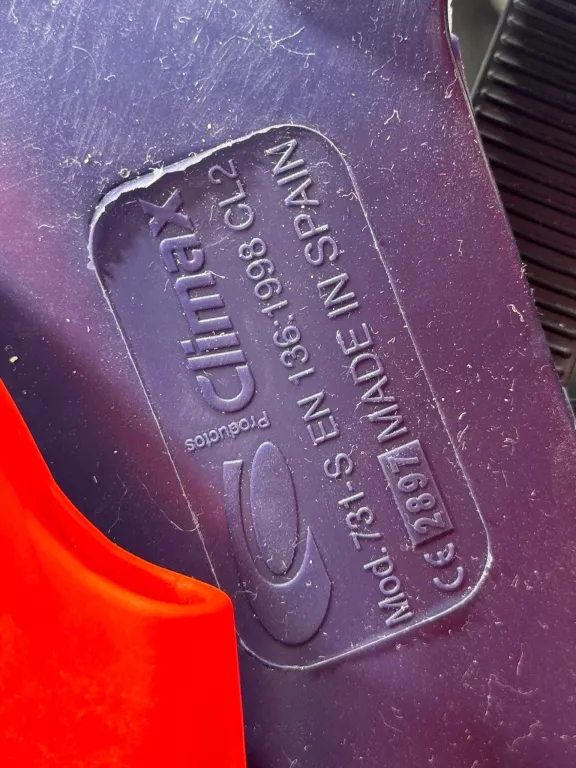 Productos
climax
Mod. 731-S EN 136:1998 CL2
CE 2897 MADE IN SPAIN